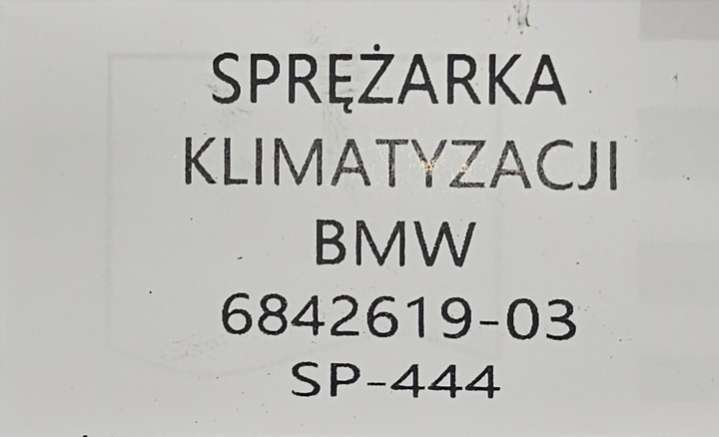 SPRĘŻARKA
KLIMATYZACJI
BMW
6842619-03
SP-444